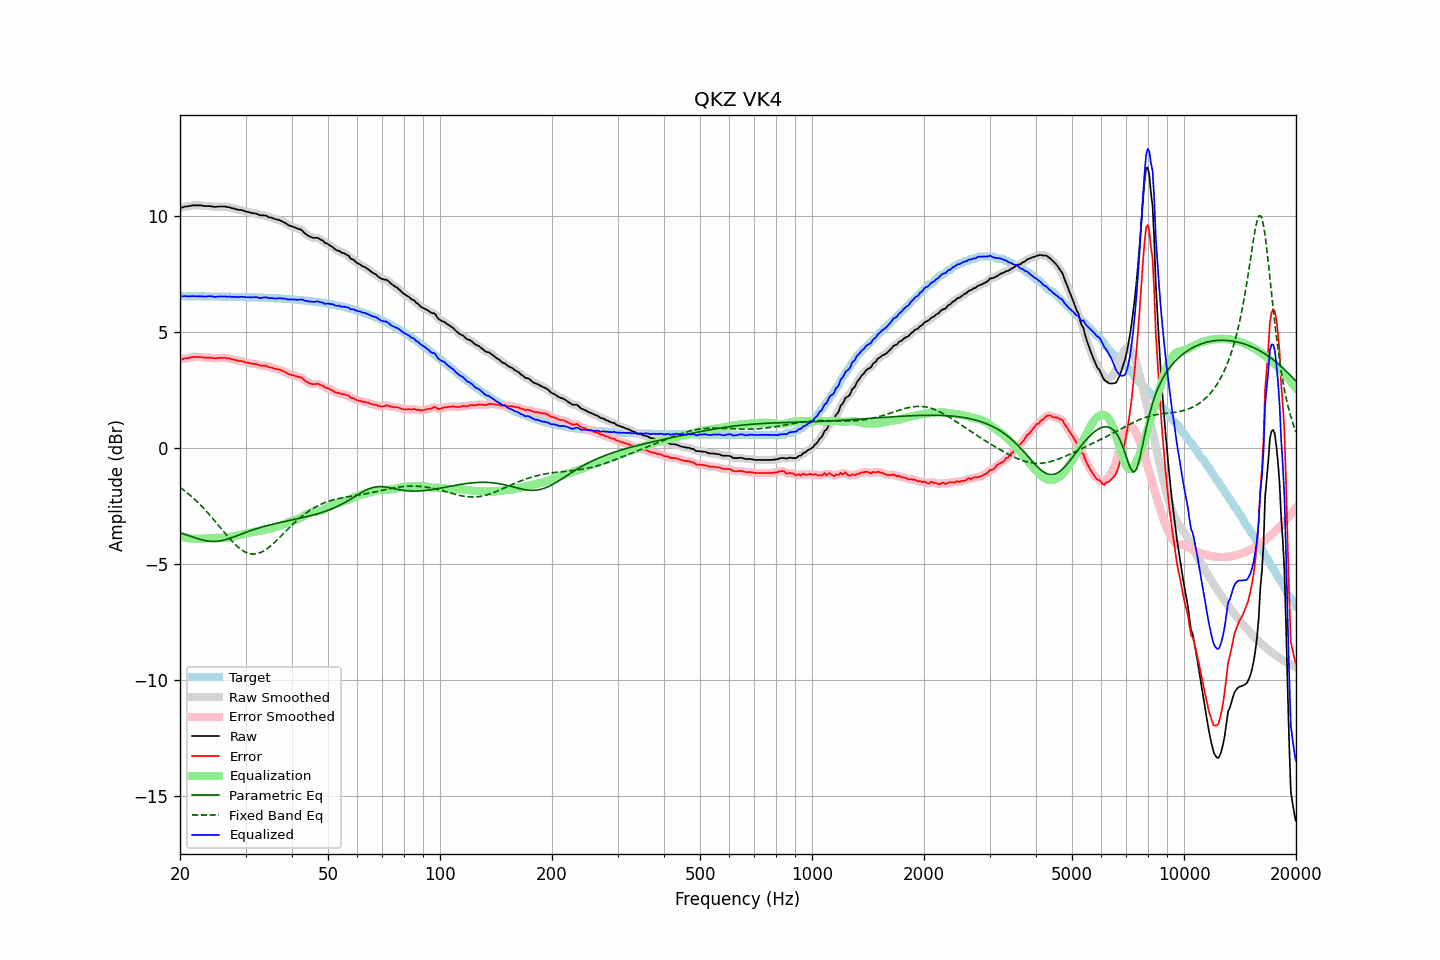 QKZ VK4
Amplitude (dBr)
10
5
0
−5
−10
−15
Target
Raw Smoothed
Error Smoothed
Raw
Error
Equalization
Parametric Eq
Fixed Band Eq
Equalized
20 50 100 200 500 1000 2000 5000 10000 20000
Frequency (Hz)